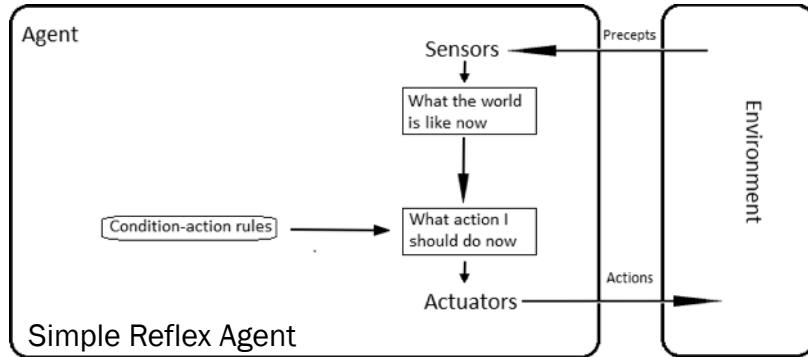 Agent
Precepts
Sensors
What the world
is like now
Environment
Condition-action rules
What action I
should do now
Actions
Actuators
Simple Reflex Agent